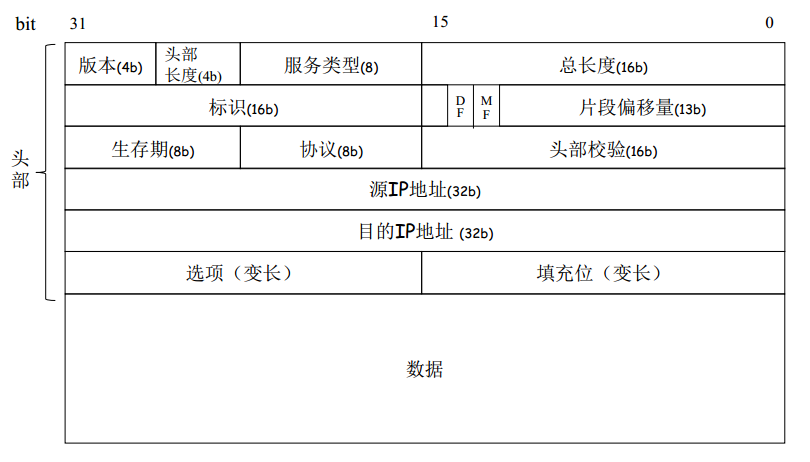 bit 31 15 0
版本(4b) 头部 长度(4b) 服务类型(8) 总长度(16b)
标识(16b) DF MF 片段偏移量(13b)
生存期(8b) 协议(8b) 头部校验(16b)
头部
源IP地址(32b)
目的IP地址 (32b)
选项（变长） 填充位（变长）
数据